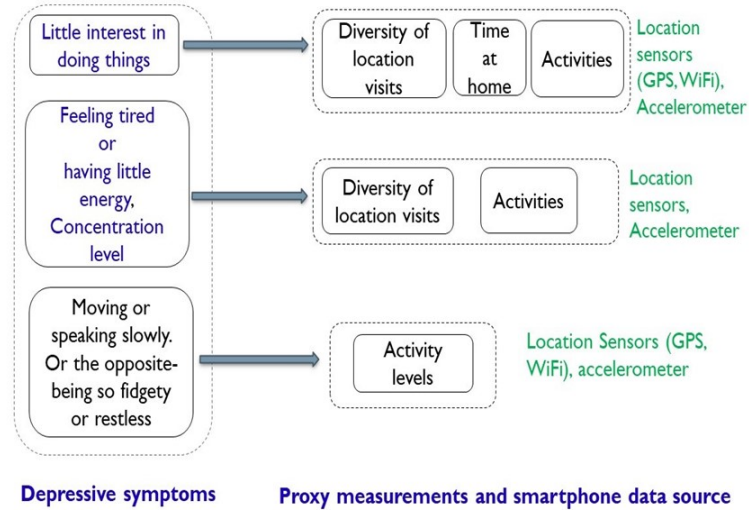 Little interest in
doing things
Diversity of
location
visits
Time
at
home
Activities
Location
sensors
(GPS,WiFi),
Accelerometer
Feeling tired
or
having little
energy,
Concentration
level
Diversity of
location visits
Activities
Location
sensors,
Accelerometer
Moving or
speaking slowly.
Or the opposite-
being so fidgety
or restless
Activity
levels
Location Sensors (GPS,
WiFi), accelerometer
Depressive symptoms
Proxy measurements and smartphone data source